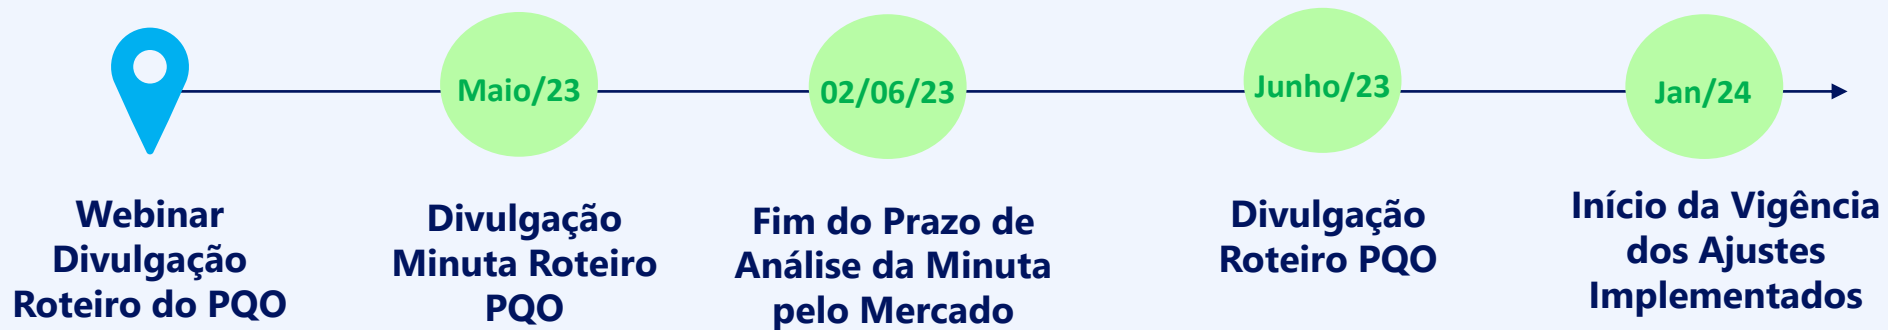 Maio/23
02/06/23
Junho/23
Jan/24
Webinar
Divulgação
Roteiro do PQO
Divulgação
Minuta Roteiro
PQO
Fim do Prazo de
Análise da Minuta
pelo Mercado
Divulgação
Roteiro PQO
Início da Vigência
dos Ajustes
Implementados